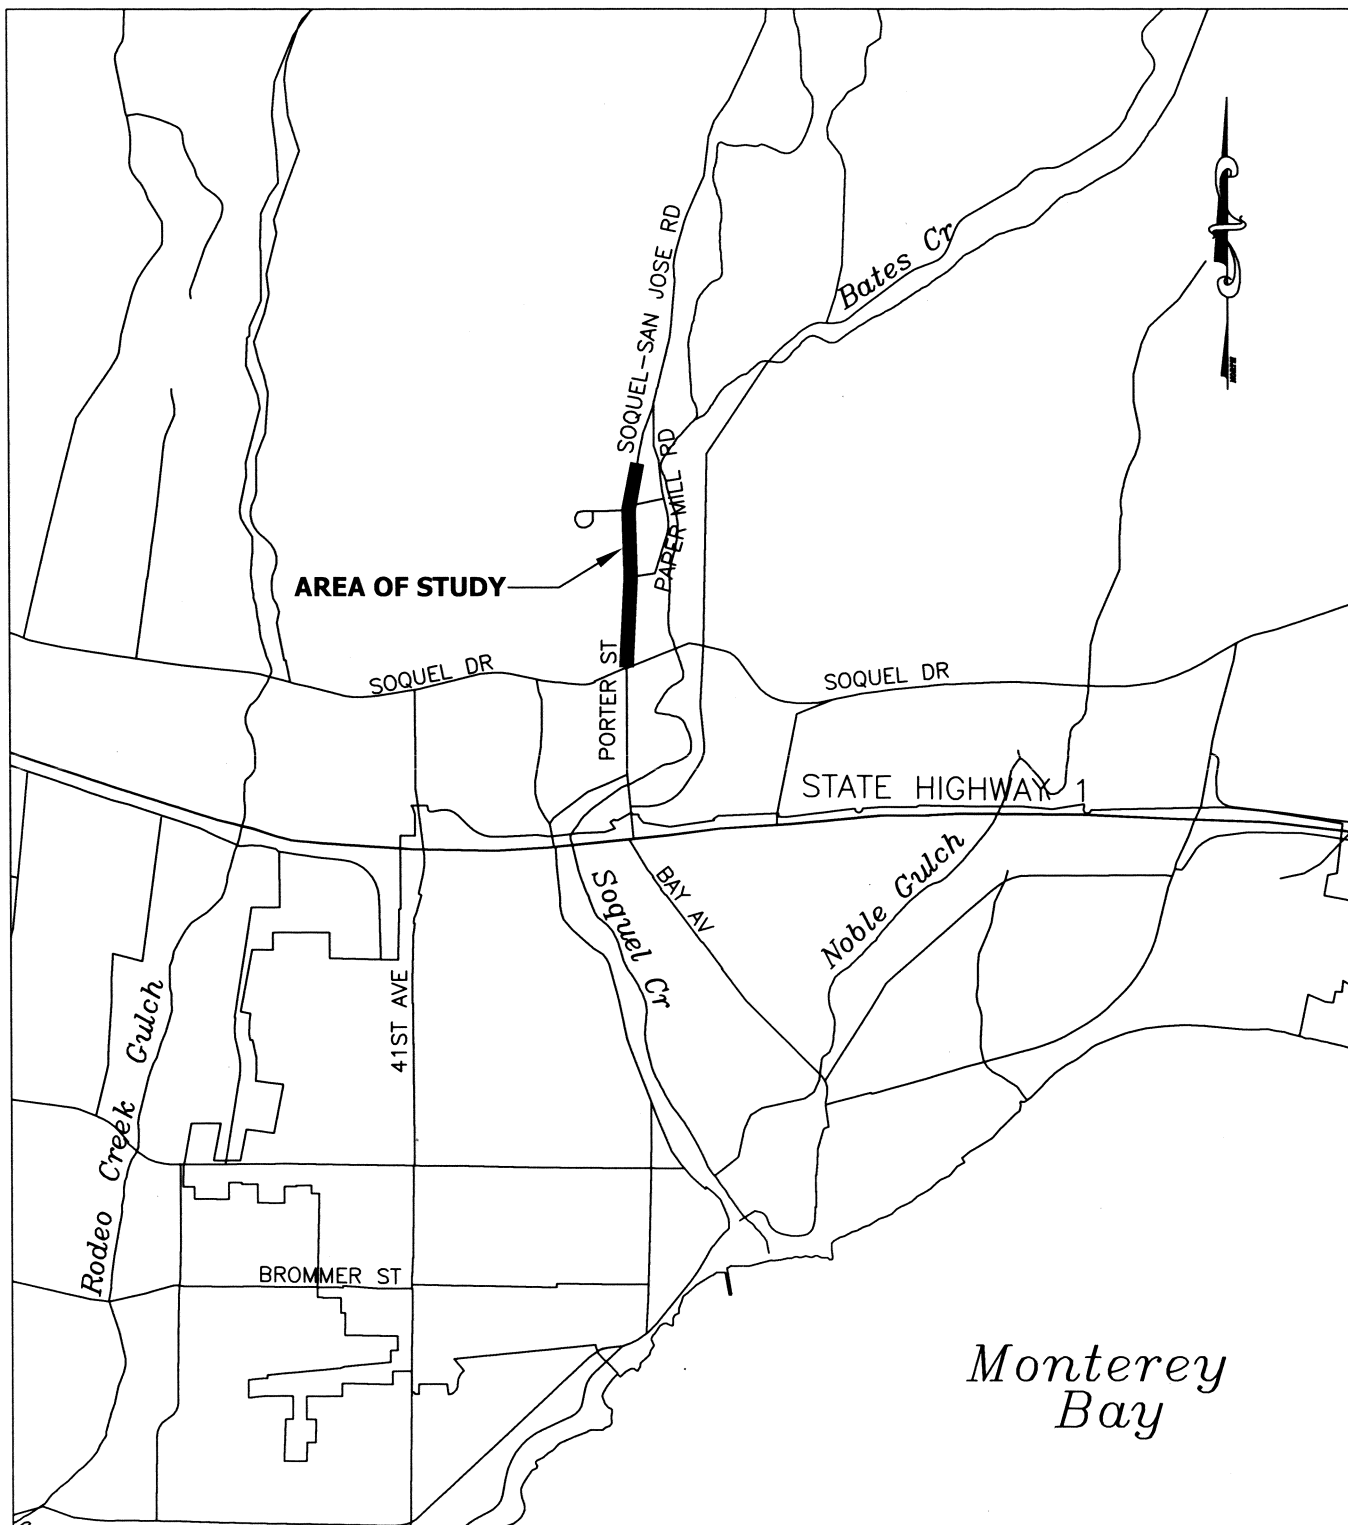 SOQUEL-SAN JOSE RD
Bates Cr
NORTH
PAPER MILL RD
AREA OF STUDY
SOQUEL DR
PORTER ST
SOQUEL DR
STATE HIGHWAY 1
Noble Gulch
BAY AV
Soquel Cr
41ST AVE
Rodeo Creek Gulch
BROMMER ST
Monterey
Bay